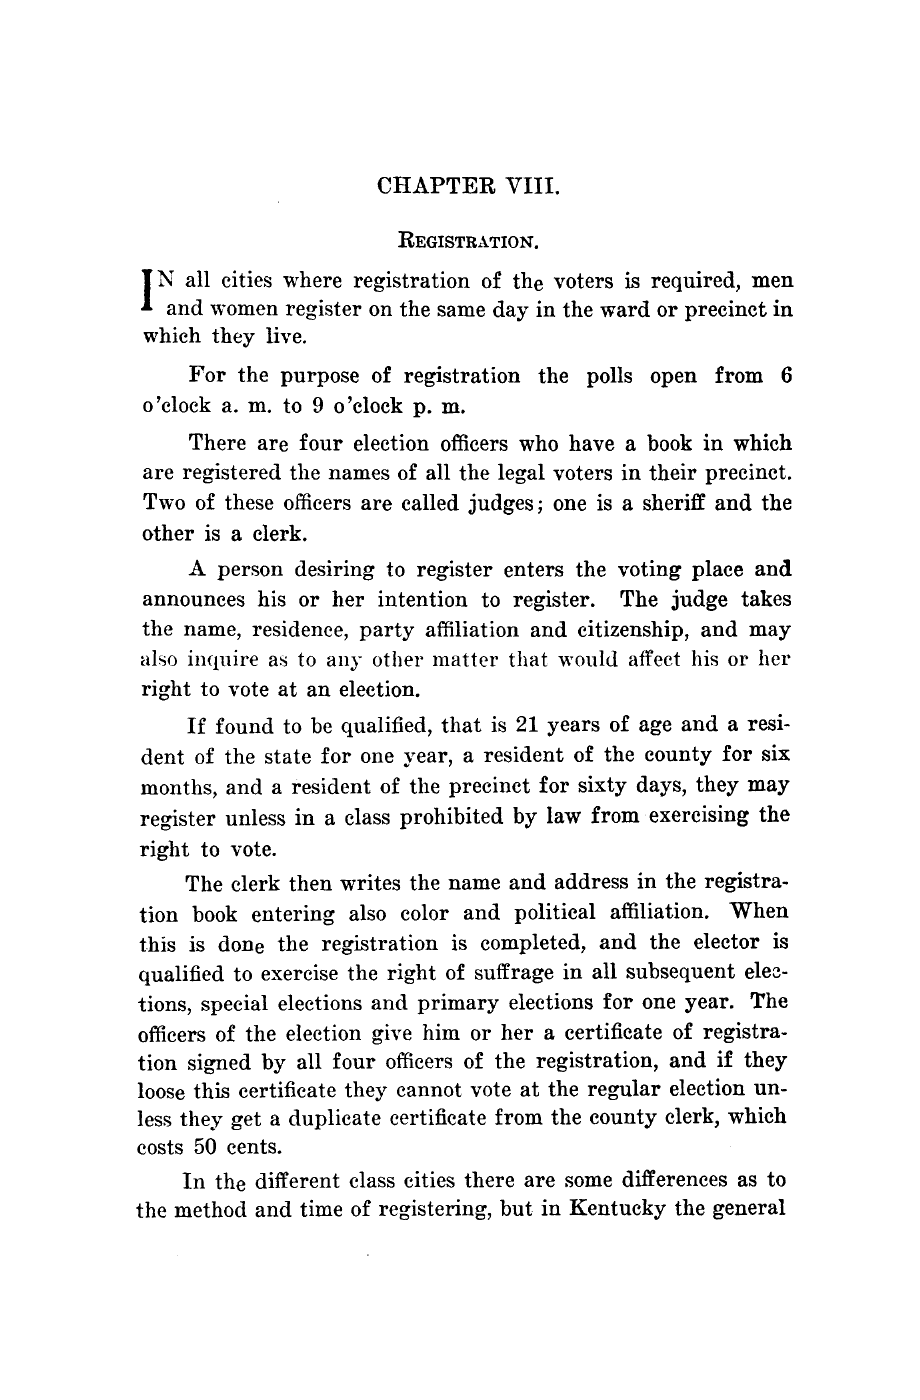 CHAPTER VIII.
REGISTRATION.
IN all cities where registration of the voters is required, men
and women register on the same day in the ward or precinct in
which they live.
For the purpose of registration the polls open from 6
o'clock a. m. to 9 o'clock p. m.
There are four election officers who have a book in which
are registered the names of all the legal voters in their precinct.
Two of these officers are called judges; one is a sheriff and the
other is a clerk.
A person desiring to register enters the voting place and
announces his or her intention to register. The judge takes
the name, residence, party affiliation and citizenship, and may
also inquire as to any other matter that would affect his or her
right to vote at an election.
If found to be qualified, that is 21 years of age and a resi-
dent of the state for one year, a resident of the county for six
months, and a resident of the precinct for sixty days, they may
register unless in a class prohibited by law from exercising the
right to vote.
The clerk then writes the name and address in the registra-
tion book entering also color and political affiliation. When
this is done the registration is completed, and the elector is
qualified to exercise the right of suffrage in all subsequent elec-
tions, special elections and primary elections for one year. The
officers of the election give him or her a certificate of registra-
tion signed by all four officers of the registration, and if they
loose this certificate they cannot vote at the regular election un-
less they get a duplicate certificate from the county clerk, which
costs 50 cents.
In the different class cities there are some differences as to
the method and time of registering, but in Kentucky the general